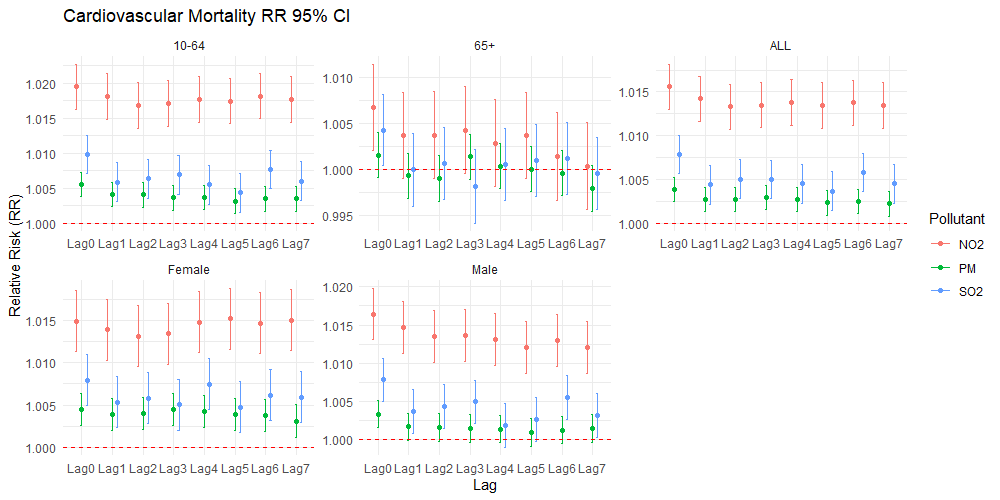 Cardiovascular Mortality RR 95% CI
10-64
65+
ALL
1.020
1.015
1.010
1.005
1.000
1.010
1.005
1.000
0.995
1.015
1.010
1.005
1.000
Lag0 Lag1 Lag2 Lag3 Lag4 Lag5 Lag6 Lag7
Lag0 Lag1 Lag2 Lag3 Lag4 Lag5 Lag6 Lag7
Lag0 Lag1 Lag2 Lag3 Lag4 Lag5 Lag6 Lag7
Relative Risk (RR)
Female
Male
1.015
1.010
1.005
1.000
1.020
1.015
1.010
1.005
1.000
Lag0 Lag1 Lag2 Lag3 Lag4 Lag5 Lag6 Lag7
Lag0 Lag1 Lag2 Lag3 Lag4 Lag5 Lag6 Lag7
Lag
Pollutant
NO2
PM
SO2